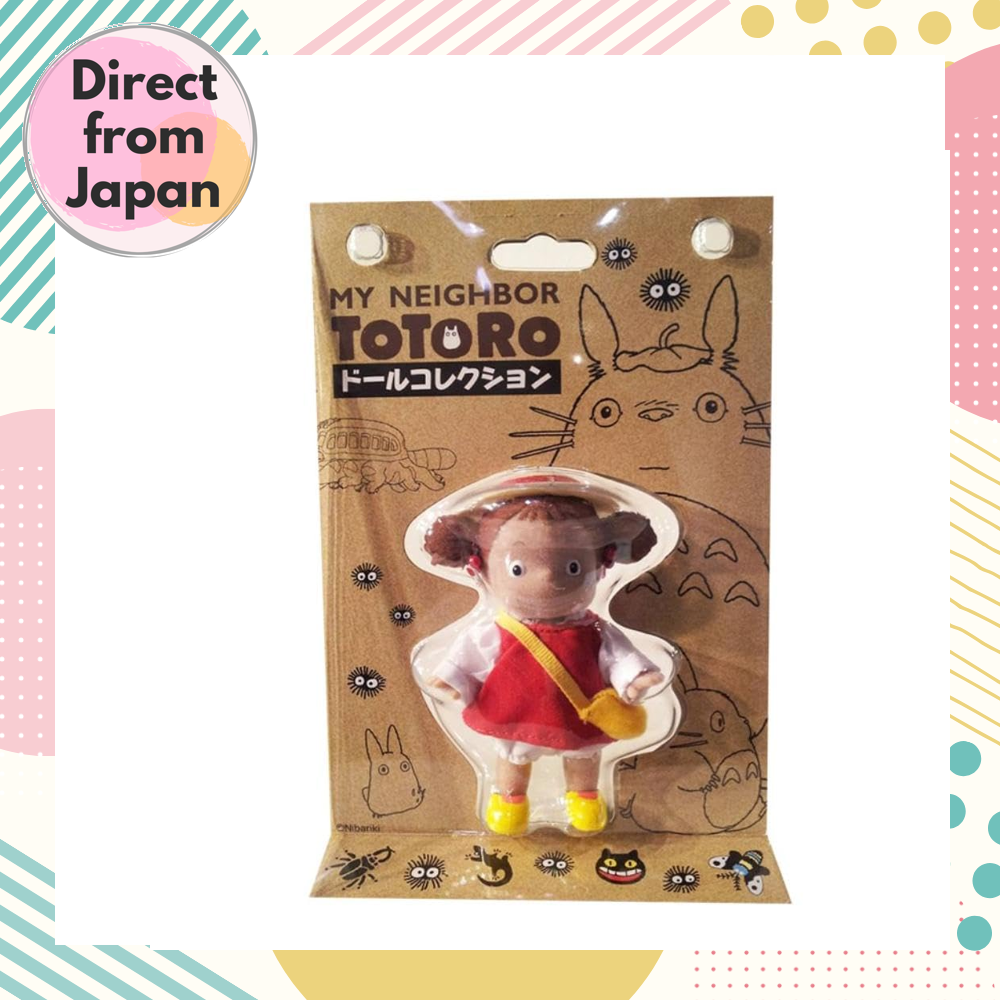 Direct
from
Japan
MY NEIGHBOR
TOTORO
ドールコレクション
©Nibariki